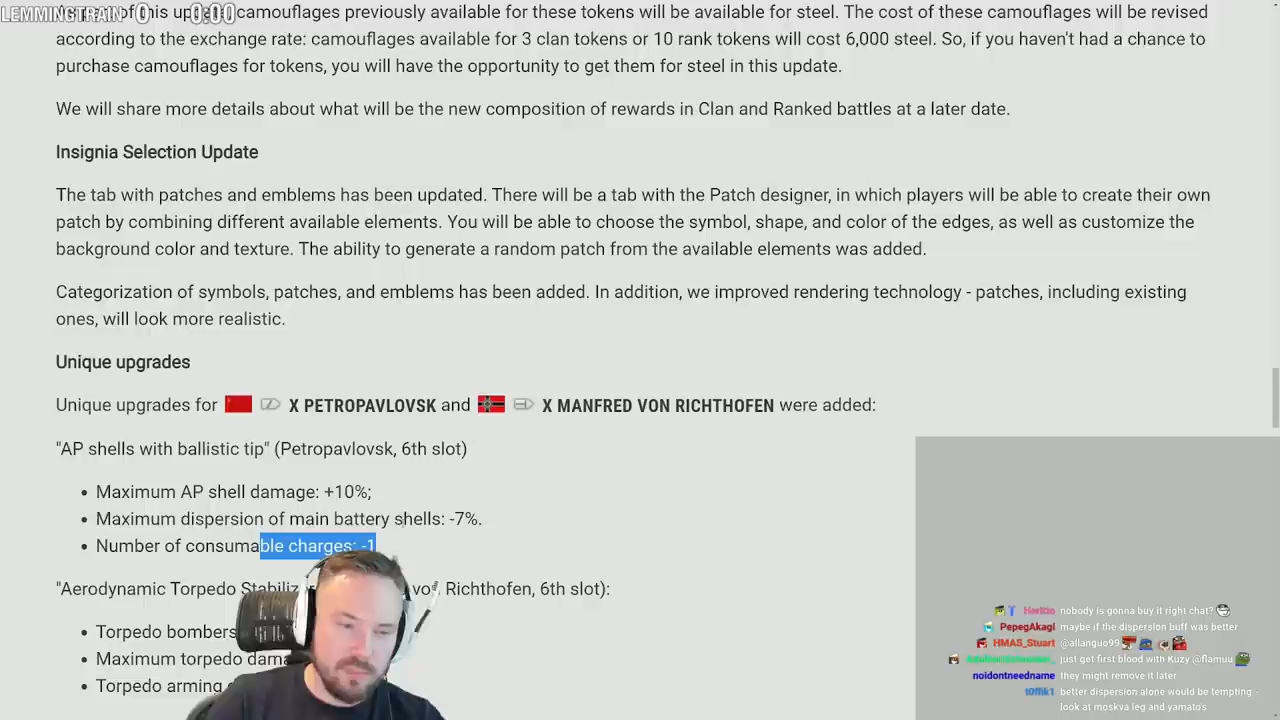 LEMMINGTRAIN 0 0:00
of this camouflages previously available for these tokens will be available for steel. The cost of these camouflages will be revised
according to the exchange rate: camouflages available for 3 clan tokens or 10 rank tokens will cost 6,000 steel. So, if you haven't had a chance to
purchase camouflages for tokens, you will have the opportunity to get them for steel in this update.
We will share more details about what will be the new composition of rewards in Clan and Ranked battles at a later date.
Insignia Selection Update
The tab with patches and emblems has been updated. There will be a tab with the Patch designer, in which players will be able to create their own
patch by combining different available elements. You will be able to choose the symbol, shape, and color of the edges, as well as customize the
background color and texture. The ability to generate a random patch from the available elements was added.
Categorization of symbols, patches, and emblems has been added. In addition, we improved rendering technology - patches, including existing
ones, will look more realistic.
Unique upgrades
Unique upgrades for X PETROPAVLOVSK and X MANFRED VON RICHTHOFEN were added:
"AP shells with ballistic tip" (Petropavlovsk, 6th slot)
• Maximum AP shell damage: +10%;
• Maximum dispersion of main battery shells: -7%.
• Number of consumable charges: -1
"Aerodynamic Torpedo Richthofen, 6th slot):
• Torpedo bombers
• Maximum torpedo
• Torpedo arming
nobody is gonna buy it right chat?
PepegAkagi maybe if the dispersion buff was better
HMAS_Stuart @allanguo99
just get first blood with Kuzy @flamuu
noidontneedname they might remove it later
t0ffik1 better dispersion alone would be tempting -
look at moskva leg and yamato's